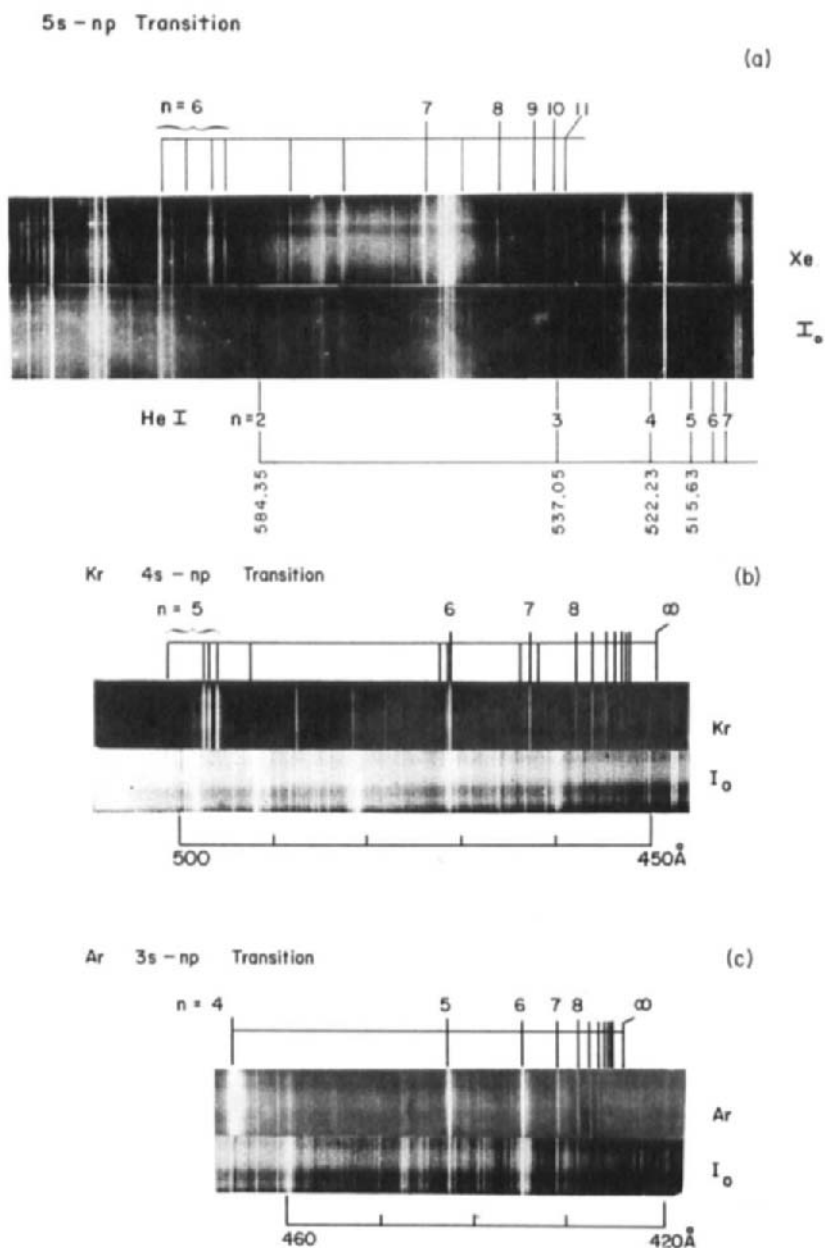 5s - np Transition
(a)
n = 6 7 8 9 10 11
Xe
I₀
He I n = 2 3 4 5 6 7
584.35 537.05 522.23 515.63
Kr 4s - np Transition (b)
n = 5 6 7 8 ∞
Kr
I₀
500 450Å
Ar 3s - np Transition (c)
n = 4 5 6 7 8 ∞
Ar
I₀
460 420Å